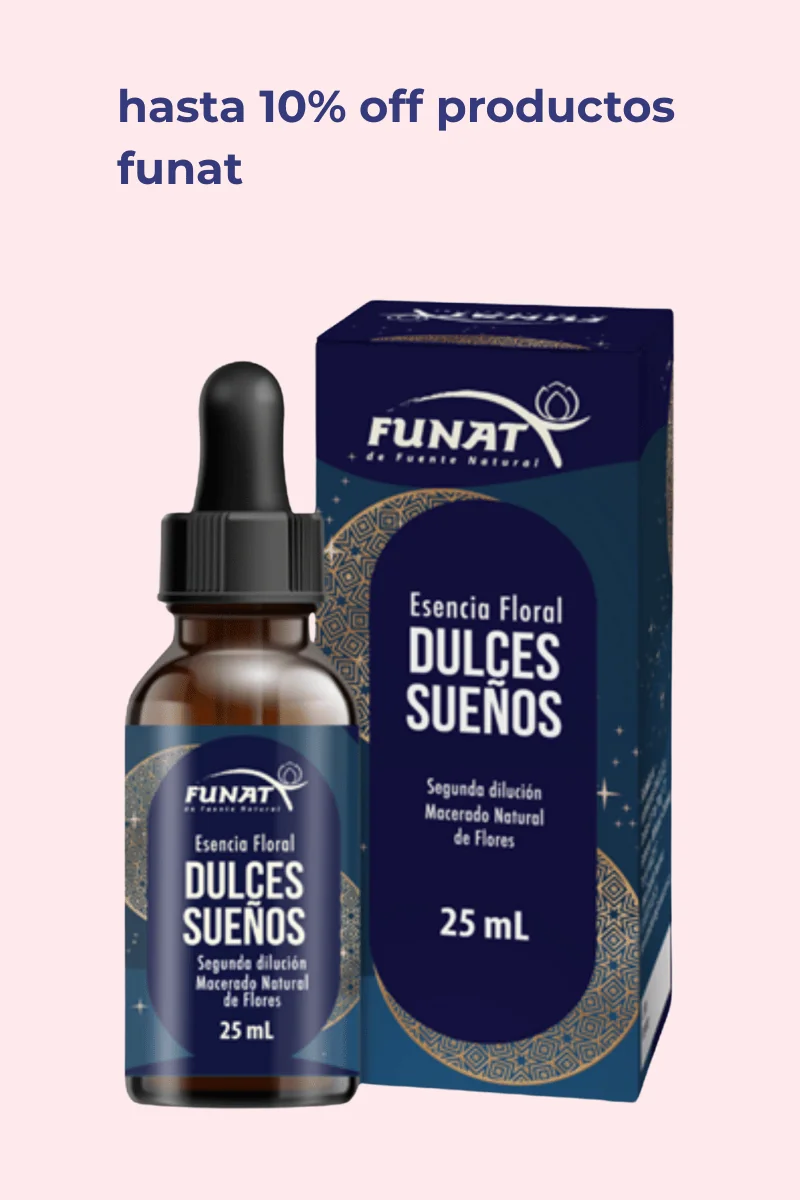 hasta 10% off productos
funat
FUNAT
FUNAT
de Fuente Natural
Esencia Floral
DULCES
SUEÑOS
Segunda dilución
Macerado Natural
de Flores
25 mL
FUNAT
de Fuente Natural
Esencia Floral
DULCES
SUEÑOS
Segunda dilución
Macerado Natural
de Flores
25 mL